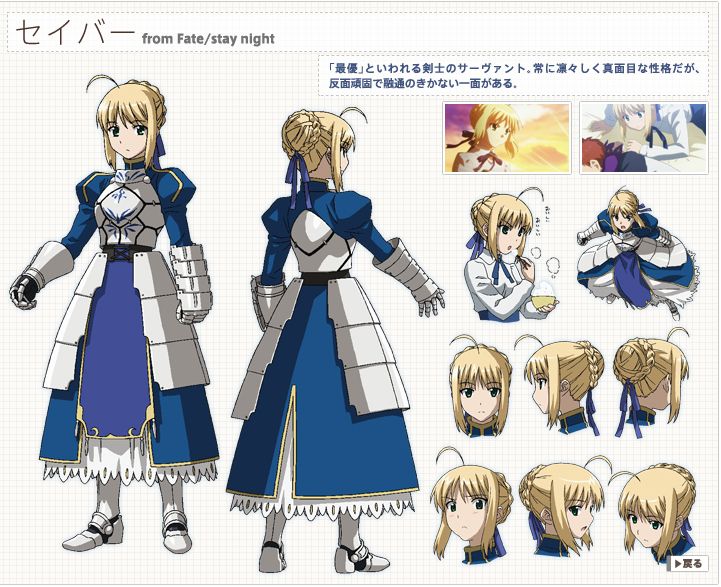 セイバー from Fate/stay night
「最優」といわれる剣士のサーヴァント。常に凛々しく真面目な性格だが、
反面頑固で融通のきかない一面がある。
▶戻る